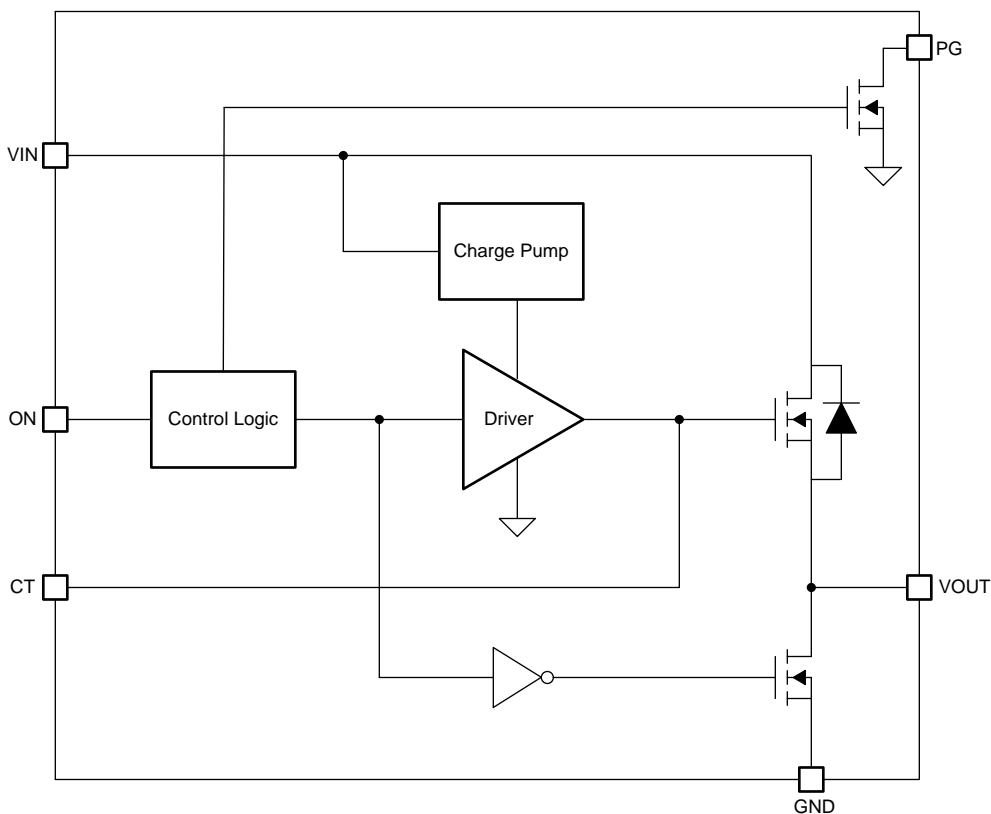 PG
VIN
Charge Pump
ON
Control Logic
Driver
CT
VOUT
GND